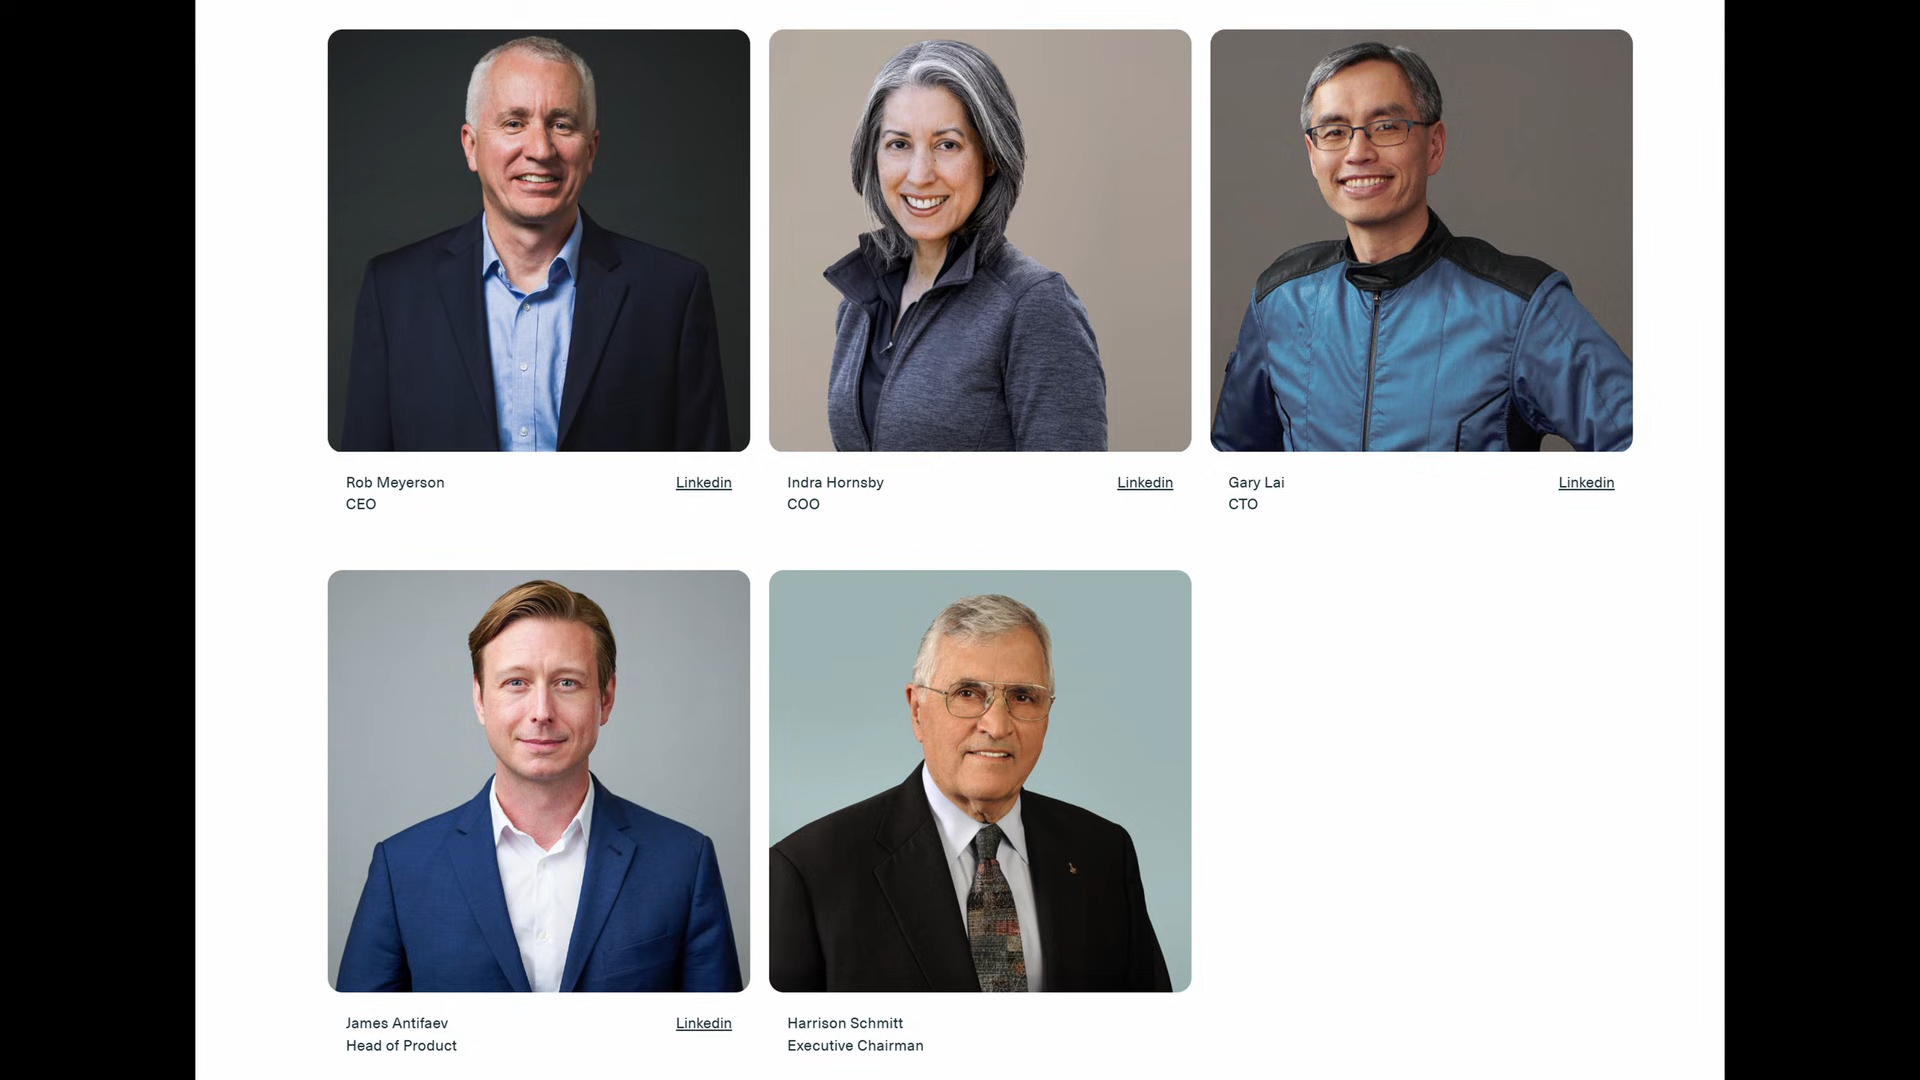 Rob Meyerson
Linkedin
CEO
Indra Hornsby
Linkedin
COO
Gary Lai
Linkedin
CTO
James Antifaev
Linkedin
Head of Product
Harrison Schmitt
Executive Chairman